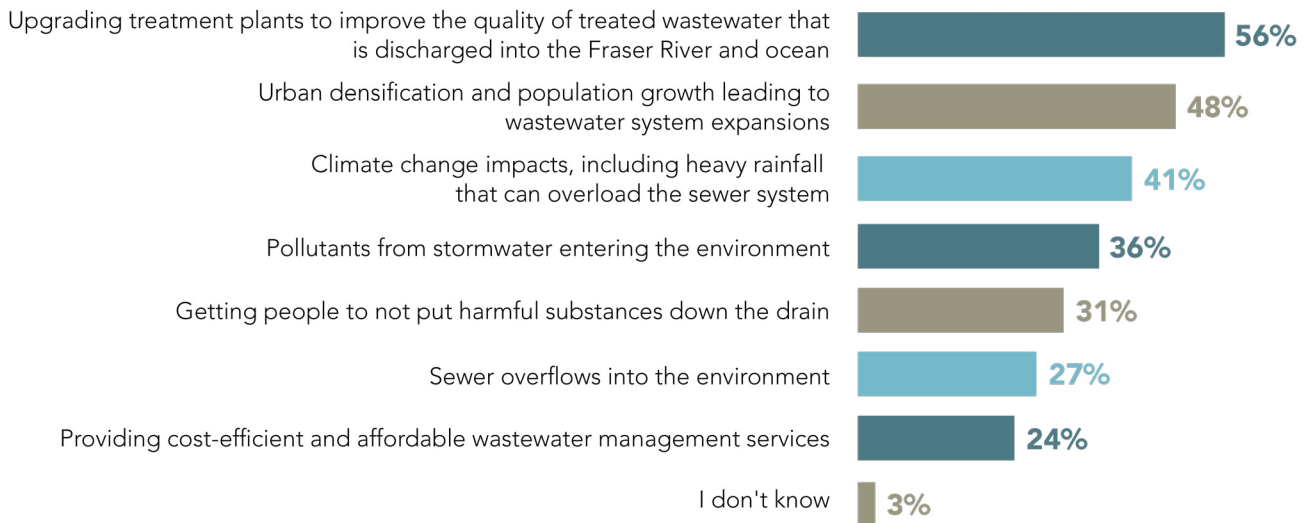 Upgrading treatment plants to improve the quality of treated wastewater that
is discharged into the Fraser River and ocean
56%
Urban densification and population growth leading to
wastewater system expansions
48%
Climate change impacts, including heavy rainfall
that can overload the sewer system
41%
Pollutants from stormwater entering the environment
36%
Getting people to not put harmful substances down the drain
31%
Sewer overflows into the environment
27%
Providing cost-efficient and affordable wastewater management services
24%
I don't know
3%